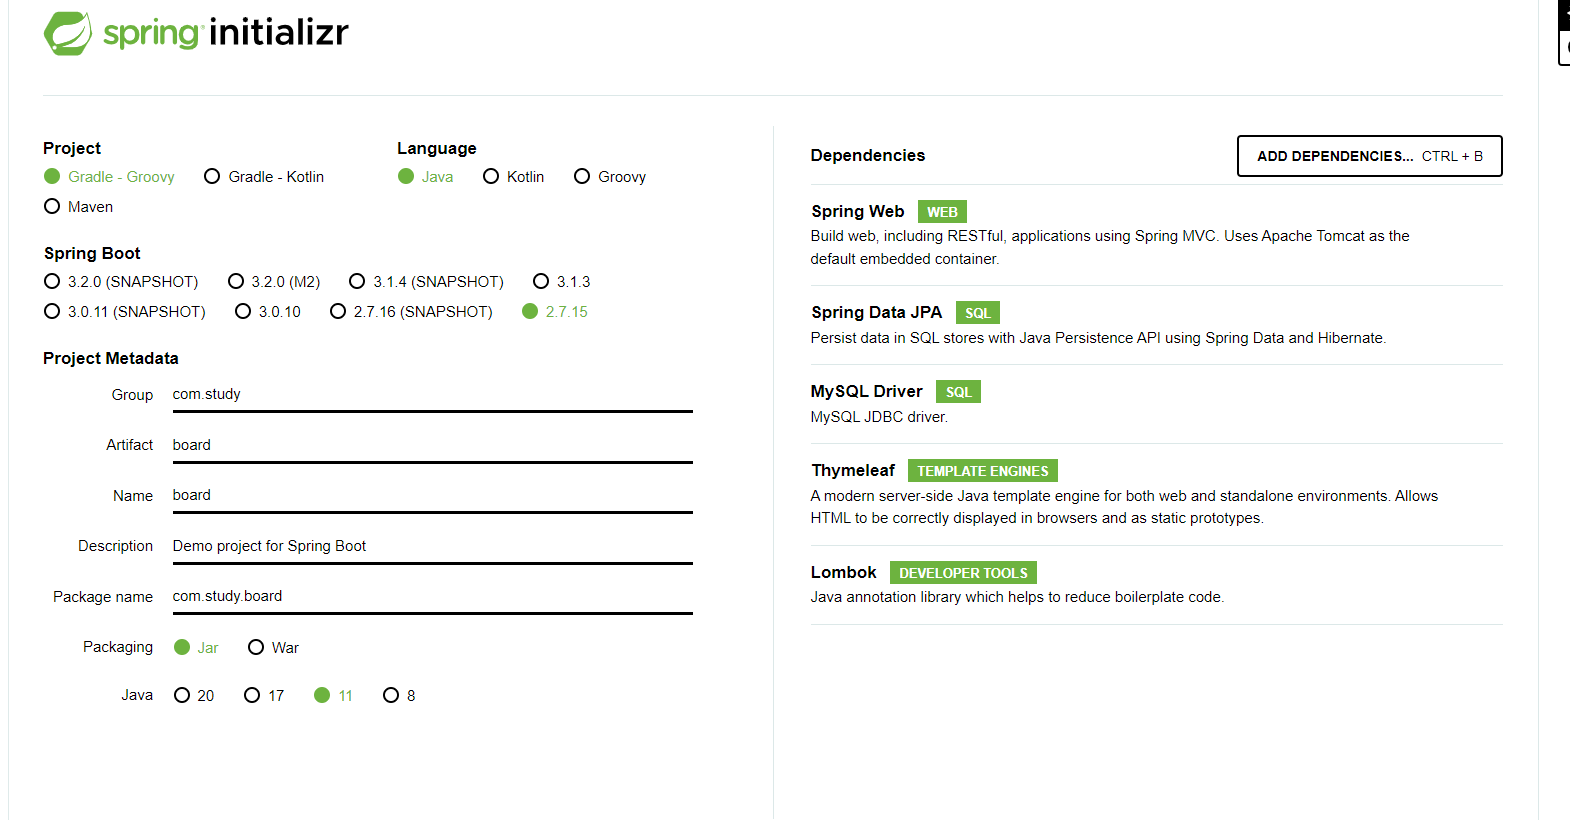 spring initializr
Project
Gradle - Groovy
Gradle - Kotlin
Maven
Language
Java
Kotlin
Groovy
Spring Boot
3.2.0 (SNAPSHOT)
3.2.0 (M2)
3.1.4 (SNAPSHOT)
3.1.3
3.0.11 (SNAPSHOT)
3.0.10
2.7.16 (SNAPSHOT)
2.7.15
Project Metadata
Group com.study
Artifact board
Name board
Description Demo project for Spring Boot
Package name com.study.board
Packaging Jar War
Java 20 17 11 8
Dependencies
ADD DEPENDENCIES... CTRL + B
Spring Web WEB
Build web, including RESTful, applications using Spring MVC. Uses Apache Tomcat as the
default embedded container.
Spring Data JPA SQL
Persist data in SQL stores with Java Persistence API using Spring Data and Hibernate.
MySQL Driver SQL
MySQL JDBC driver.
Thymeleaf TEMPLATE ENGINES
A modern server-side Java template engine for both web and standalone environments. Allows
HTML to be correctly displayed in browsers and as static prototypes.
Lombok DEVELOPER TOOLS
Java annotation library which helps to reduce boilerplate code.